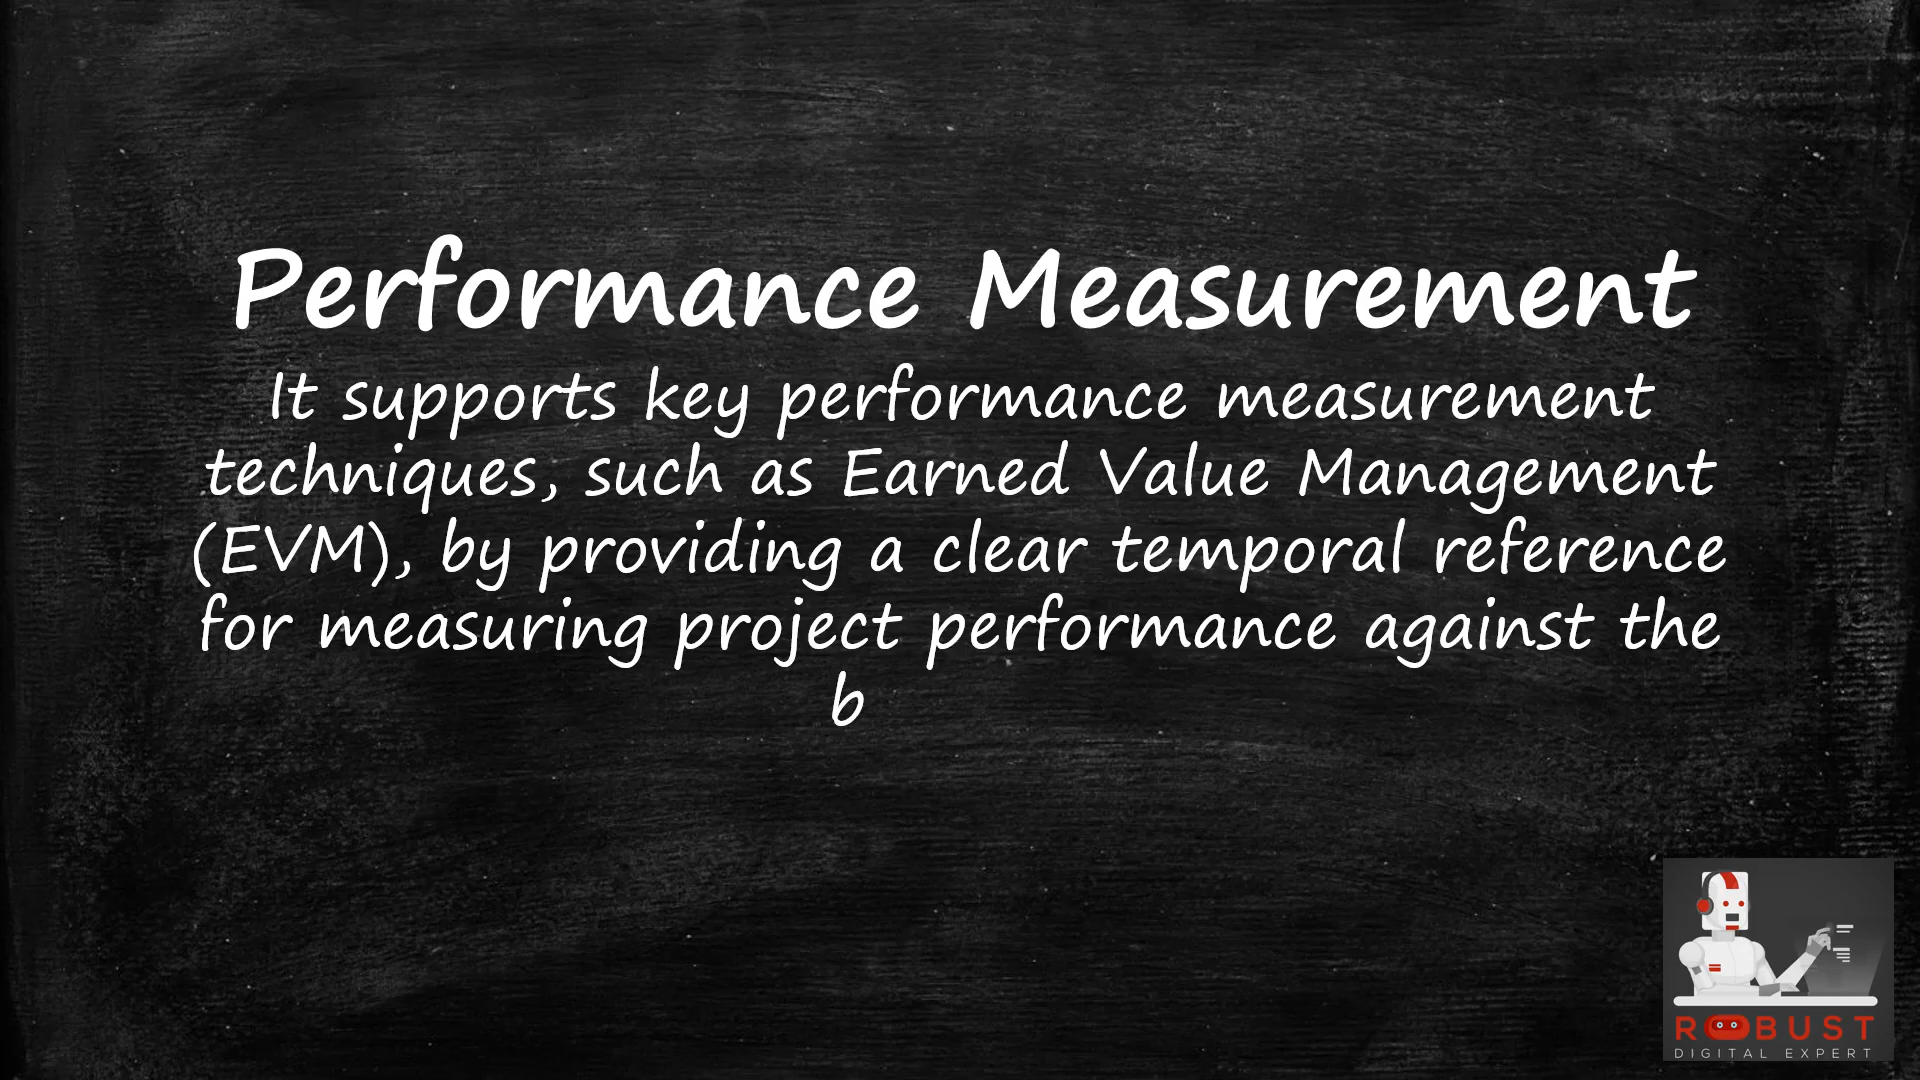 Performance Measurement
It supports key performance measurement
techniques, such as Earned Value Management
(EVM), by providing a clear temporal reference
for measuring project performance against the
b
ROBUST
DIGITAL EXPERT